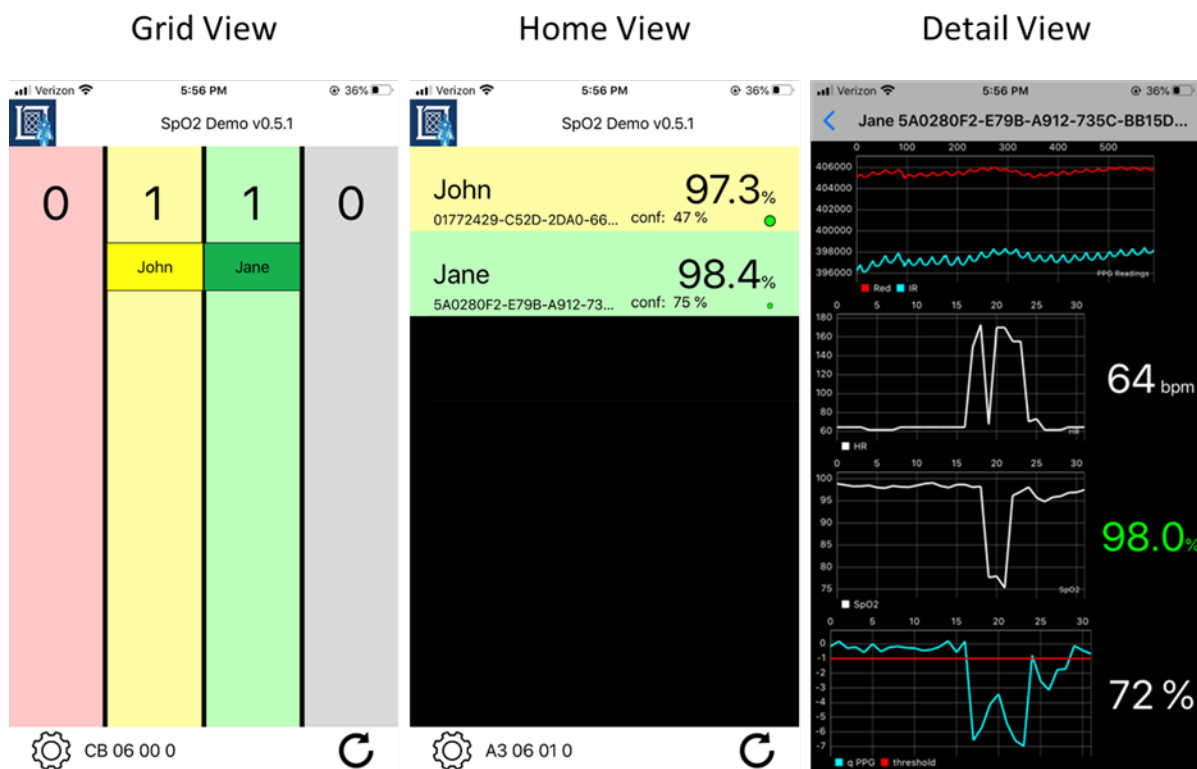 Grid View
Home View
Detail View
Verizon 5:56 PM 36%
SpO2 Demo v0.5.1
0 1 1 0
John Jane
CB 06 00 0
Verizon 5:56 PM 36%
SpO2 Demo v0.5.1
John 97.3%
01772429-C52D-2DA0-66... conf: 47 %
Jane 98.4%
5A0280F2-E79B-A912-73... conf: 75 %
A3 06 01 0
Verizon 5:56 PM 36%
Jane 5A0280F2-E79B-A912-735C-BB15D...
0 100 200 300 400 500
406000
404000
402000
400000
398000
396000
PPG Readings
Red IR
0 5 10 15 20 25 30
180
160
140
120
100
80
60
HR
64 bpm
HR
0 5 10 15 20 25 30
100
95
90
85
80
75
SpO2
98.0%
SpO2
0 5 10 15 20 25 30
0
-1
-2
-3
-4
-5
-6
-7
72 %
q PPG threshold